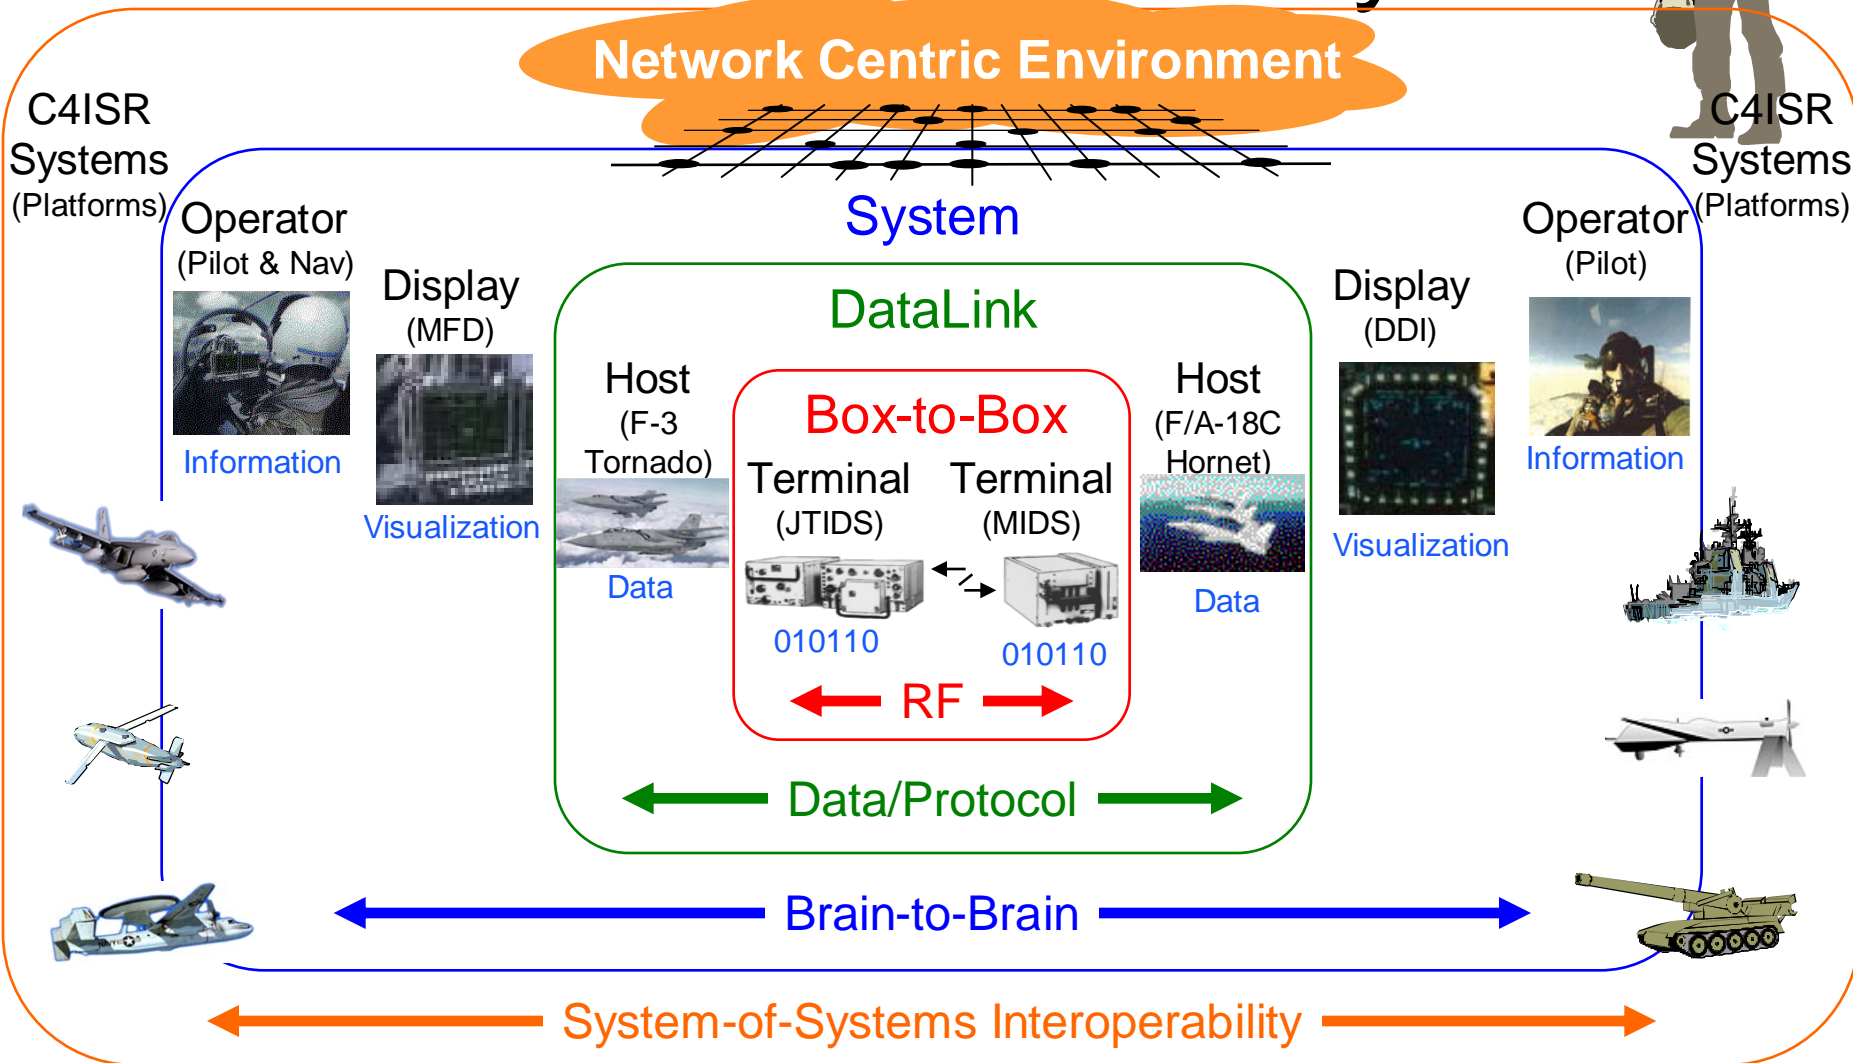 Network Centric Environment
C4ISR
Systems
(Platforms)
C4ISR
Systems
(Platforms)
System
Operator
(Pilot & Nav)
Information
Display
(MFD)
Visualization
DataLink
Host
(F-3
Tornado)
Data
Box-to-Box
Terminal
(JTIDS)
010110
Terminal
(MIDS)
010110
RF
Host
(F/A-18C
Hornet)
Data
Display
(DDI)
Visualization
Operator
(Pilot)
Information
Data/Protocol
Brain-to-Brain
System-of-Systems Interoperability